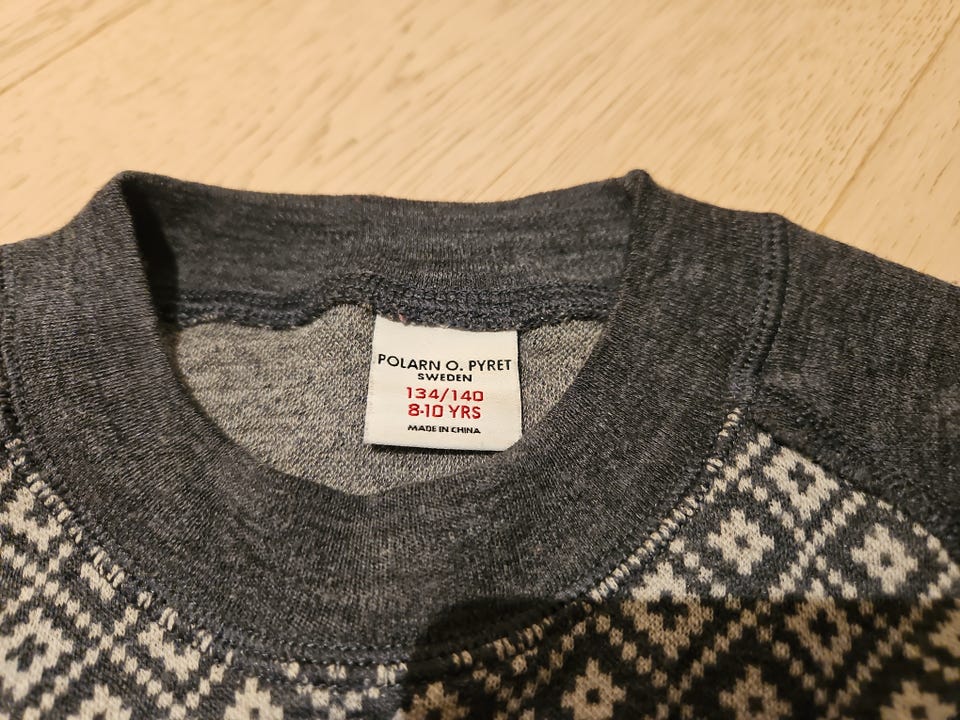 POLARN O. PYRET
SWEDEN
134/140
8-10 YRS
MADE IN CHINA